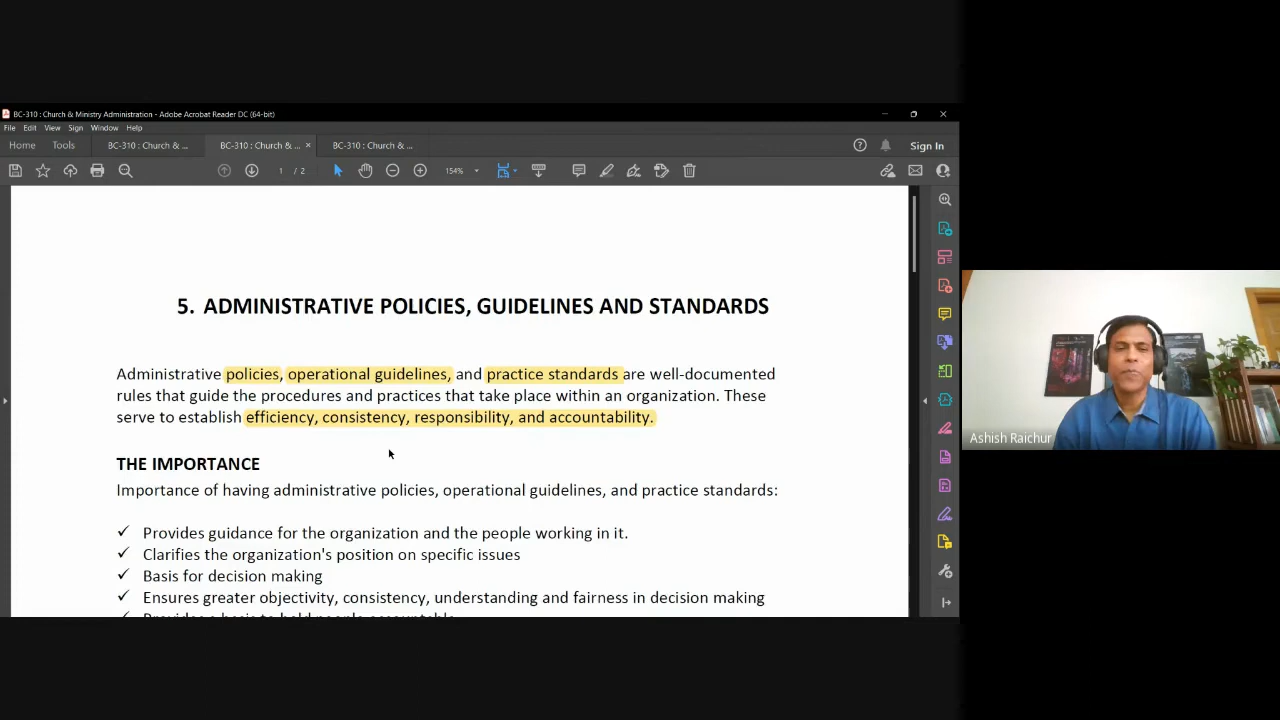 BC-310 : Church & Ministry Administration - Adobe Acrobat Reader DC (64-bit)
File Edit View Sign Window Help
Home Tools BC-310 : Church & ... BC-310 : Church & ... × BC-310 : Church & ... Sign In
1 / 2 154%
5. ADMINISTRATIVE POLICIES, GUIDELINES AND STANDARDS
Administrative policies, operational guidelines, and practice standards are well-documented
rules that guide the procedures and practices that take place within an organization. These
serve to establish efficiency, consistency, responsibility, and accountability.
THE IMPORTANCE
Importance of having administrative policies, operational guidelines, and practice standards:
✓ Provides guidance for the organization and the people working in it.
✓ Clarifies the organization's position on specific issues
✓ Basis for decision making
✓ Ensures greater objectivity, consistency, understanding and fairness in decision making
Ashish Raichur